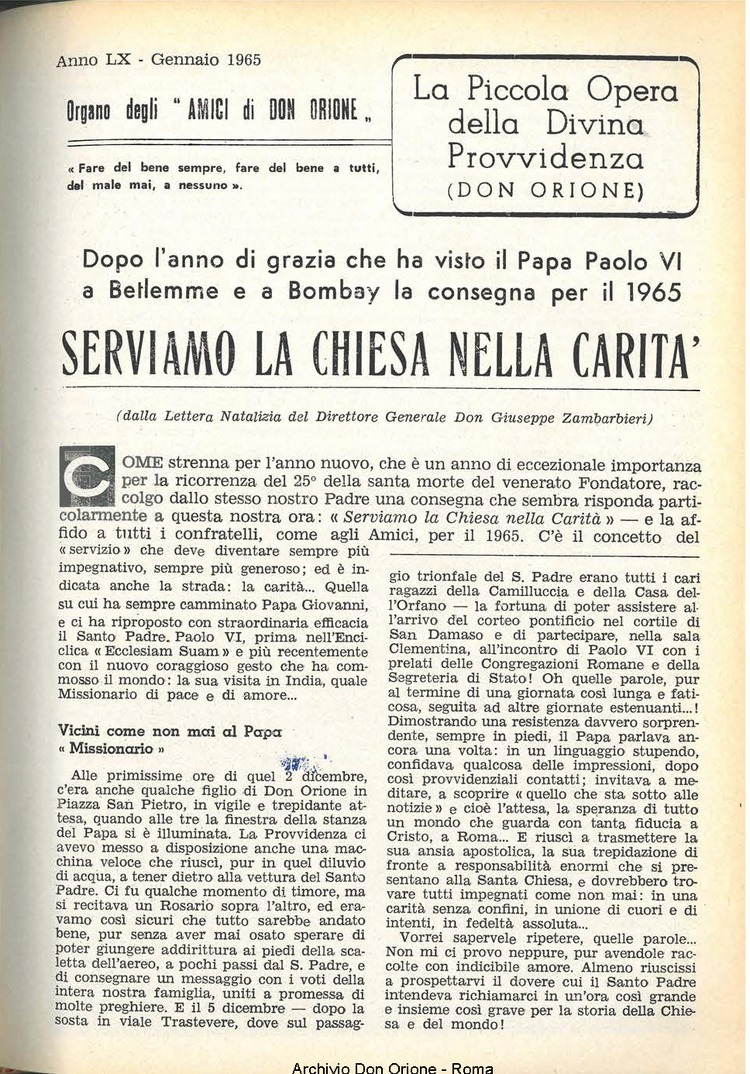 Anno LX - Gennaio 1965
Organo degli " AMICI di DON ORIONE „
« Fare del bene sempre, fare del bene a tutti,
del male mai, a nessuno ».
La Piccola Opera
della Divina
Provvidenza
(DON ORIONE)
Dopo l'anno di grazia che ha visto il Papa Paolo VI
a Betlemme e a Bombay la consegna per il 1965
SERVIAMO LA CHIESA NELLA CARITA'
(dalla Lettera Natalizia del Direttore Generale Don Giuseppe Zambarbieri)
COME strenna per l'anno nuovo, che è un anno di eccezionale importanza
per la ricorrenza del 25° della santa morte del venerato Fondatore, rac-
colgo dallo stesso nostro Padre una consegna che sembra risponda parti-
colarmente a questa nostra ora: « Serviamo la Chiesa nella Carità » — e la af-
fido a tutti i confratelli, come agli Amici, per il 1965. C'è il concetto del
« servizio » che deve diventare sempre più
impegnativo, sempre più generoso; ed è in-
dicata anche la strada: la carità... Quella
su cui ha sempre camminato Papa Giovanni,
e ci ha riproposto con straordinaria efficacia
il Santo Padre. Paolo VI, prima nell'Enci-
clica « Ecclesiam Suam » e più recentemente
con il nuovo coraggioso gesto che ha com-
mosso il mondo: la sua visita in India, quale
Missionario di pace e di amore...
Vicini come non mai al Papa
« Missionario »
Alle primissime ore di quel 2 dicembre,
c'era anche qualche figlio di Don Orione in
Piazza San Pietro, in vigile e trepidante at-
tesa, quando alle tre la finestra della stanza
del Papa si è illuminata. La Provvidenza ci
avevo messo a disposizione anche una mac-
china veloce che riuscì, pur in quel diluvio
di acqua, a tener dietro alla vettura del Santo
Padre. Ci fu qualche momento di timore, ma
si recitava un Rosario sopra l'altro, ed era-
vamo così sicuri che tutto sarebbe andato
bene, pur senza aver mai osato sperare di
poter giungere addirittura ai piedi della sca-
letta dell'aereo, a pochi passi dal S. Padre, e
di consegnare un messaggio con i voti della
intera nostra famiglia, uniti a promessa di
molte preghiere. E il 5 dicembre — dopo la
sosta in viale Trastevere, dove sul passag-
gio trionfale del S. Padre erano tutti i cari
ragazzi della Camilluccia e della Casa del-
l'Orfano — la fortuna di poter assistere al-
l'arrivo del corteo pontificio nel cortile di
San Damaso e di partecipare, nella sala
Clementina, all'incontro di Paolo VI con i
prelati delle Congregazioni Romane e della
Segreteria di Stato! Oh quelle parole, pur
al termine di una giornata così lunga e fati-
cosa, seguita ad altre giornate estenuanti...!
Dimostrando una resistenza davvero sorpren-
dente, sempre in piedi, il Papa parlava an-
cora una volta: in un linguaggio stupendo,
confidava qualcosa delle impressioni, dopo
così provvidenziali contatti; invitava a me-
ditare, a scoprire « quello che sta sotto alle
notizie » e cioè l'attesa, la speranza di tutto
un mondo che guarda con tanta fiducia a
Cristo, a Roma... E riuscì a trasmettere la
sua ansia apostolica, la sua trepidazione di
fronte a responsabilità enormi che si pre-
sentano alla Santa Chiesa, e dovrebbero tro-
vare tutti impegnati come non mai: in una
carità senza confini, in unione di cuori e di
intenti, in fedeltà assoluta...
Vorrei sapervele ripetere, quelle parole...
Non mi ci provo neppure, pur avendole rac-
colte con indicibile amore. Almeno riuscissi
a prospettarvi il dovere cui il Santo Padre
intendeva richiamarci in un'ora così grande
e insieme così grave per la storia della Chie-
sa e del mondo!
Archivio Don Orione - Roma